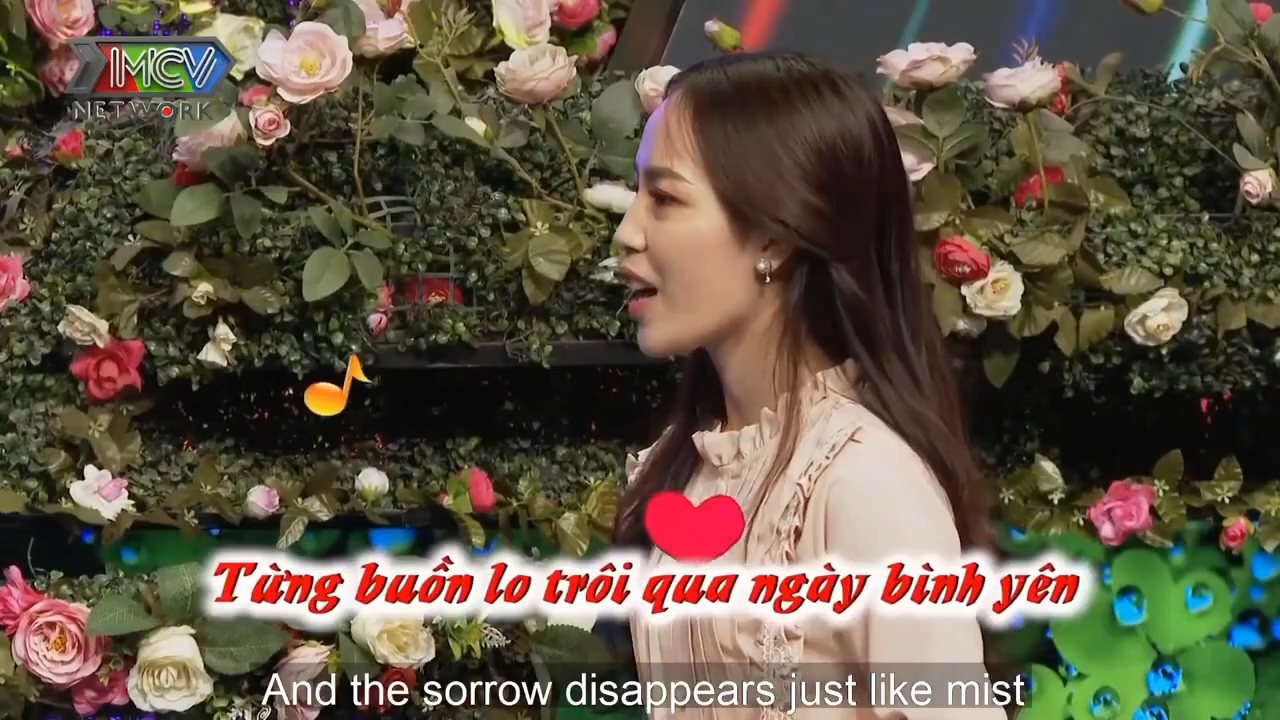 MCV
NETWORK
Từng buồn lo trôi qua ngày bình yên
And the sorrow disappears just like mist